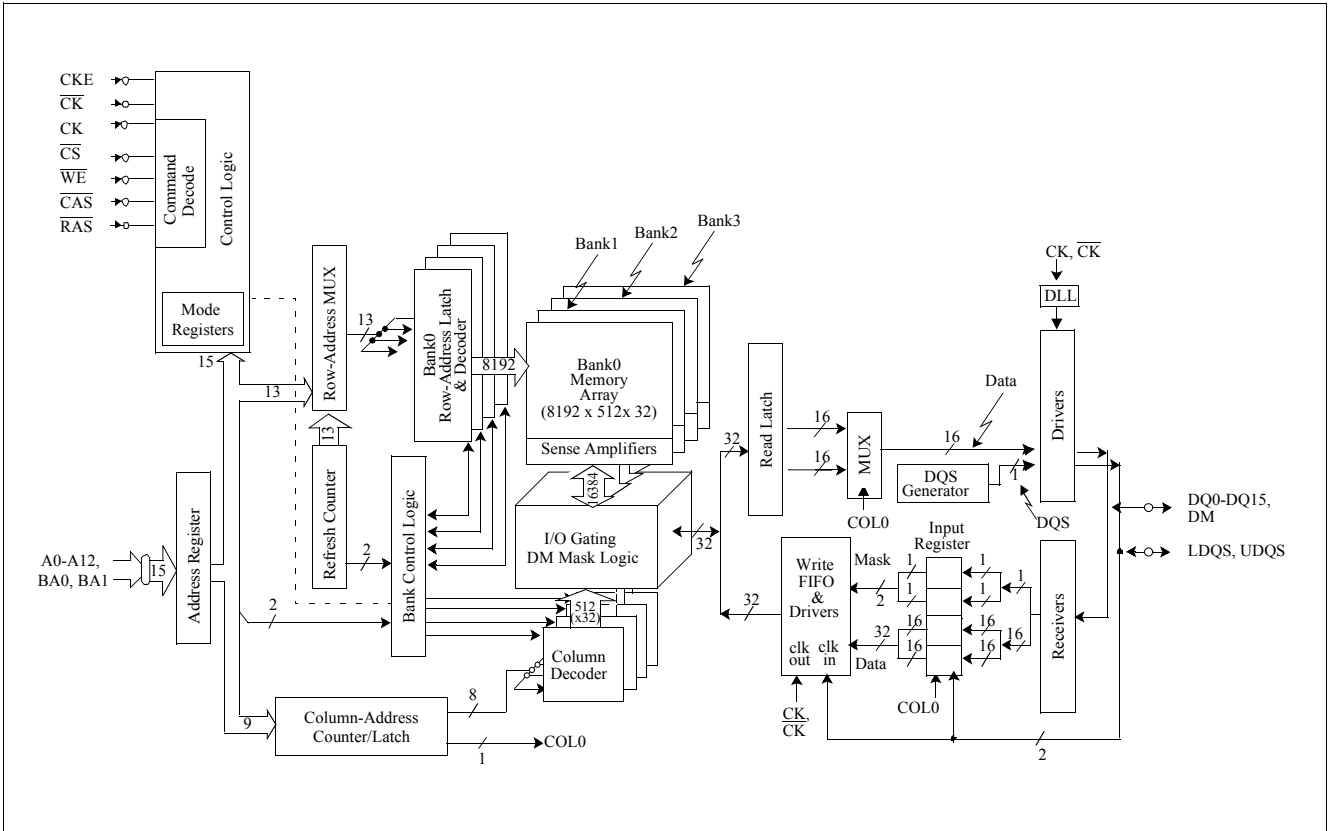 CKE
CK
CK
CS
WE
CAS
RAS
Command
Decode
Control Logic
Mode
Registers
15
13
Row-Address MUX
13
13
Refresh Counter
Bank0
Row-Address Latch
& Decoder
8192
Bank1
Bank2
Bank3
Bank0
Memory
Array
(8192 x 512x 32)
Sense Amplifiers
16384
I/O Gating
DM Mask Logic
32
32
Read Latch
16
16
MUX
COL0
16
Data
DQS
Generator
1
DQS
CK, CK
DLL
Drivers
DQ0-DQ15,
DM
LDQS, UDQS
A0-A12,
BA0, BA1
15
Address Register
2
2
Bank Control Logic
512
(x32)
Column
Decoder
9
Column-Address
Counter/Latch
8
1
COL0
32
Write
FIFO
&
Drivers
clk
out
clk
in
CK,
CK
Mask
2
32
Data
Input
Register
1
1
16
16
1
1
16
16
1
16
COL0
Receivers
2